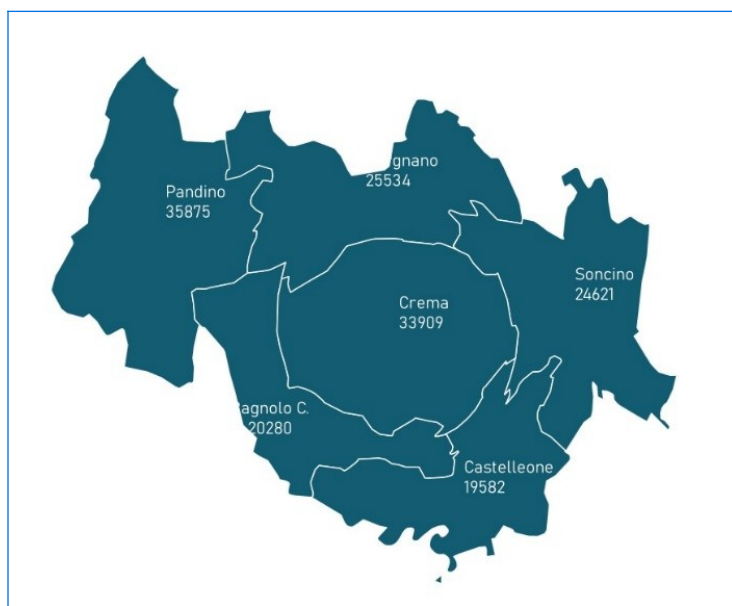 gnano
25534
Pandino
35875
Soncino
24621
Crema
33909
agnolo C.
20280
Castelleone
19582